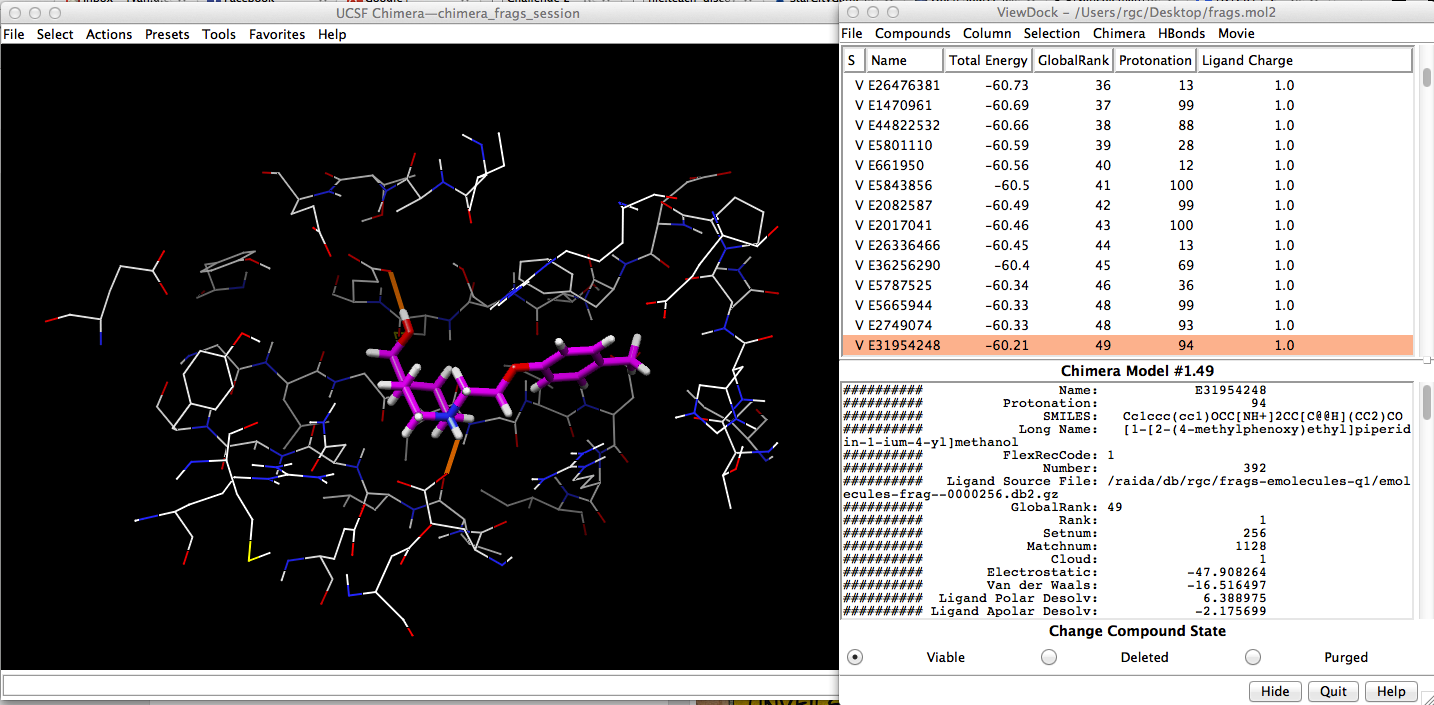 UCSF Chimera—chimera_frags_session
File Select Actions Presets Tools Favorites Help
ViewDock - /Users/rgc/Desktop/frags.mol2
File Compounds Column Selection Chimera HBonds Movie
S Name Total Energy GlobalRank Protonation Ligand Charge
V E26476381 -60.73 36 13 1.0
V E1470961 -60.69 37 99 1.0
V E44822532 -60.66 38 88 1.0
V E5801110 -60.59 39 28 1.0
V E661950 -60.56 40 12 1.0
V E5843856 -60.5 41 100 1.0
V E2082587 -60.49 42 99 1.0
V E2017041 -60.46 43 100 1.0
V E26336466 -60.45 44 13 1.0
V E36256290 -60.4 45 69 1.0
V E5787525 -60.34 46 36 1.0
V E5665944 -60.33 48 99 1.0
V E2749074 -60.33 48 93 1.0
V E31954248 -60.21 49 94 1.0
Chimera Model #1.49
########## Name: E31954248
########## Protonation: 94
########## SMILES: Cc1cc(cc1)OCC[NH+]2CC[C@@H](CC2)CO
########## Long Name: [1-[2-(4-methylphenoxy)ethyl]piperid
in-1-ium-4-yl]methanol
########## FlexRecCode: 1
########## Number: 392
########## Ligand Source File: /raida/db/rgc/frags-emolecules-q1/emol
ecules-frag--0000256.db2.gz
########## GlobalRank: 49
########## Rank: 1
########## Setnum: 256
########## Matchnum: 1128
########## Cloud: 1
########## Electrostatic: -47.908264
########## Van der Waals: -16.516497
########## Ligand Polar Desolv: 6.388975
########## Ligand Apolar Desolv: -2.175699
Change Compound State
Viable Deleted Purged
Hide Quit Help